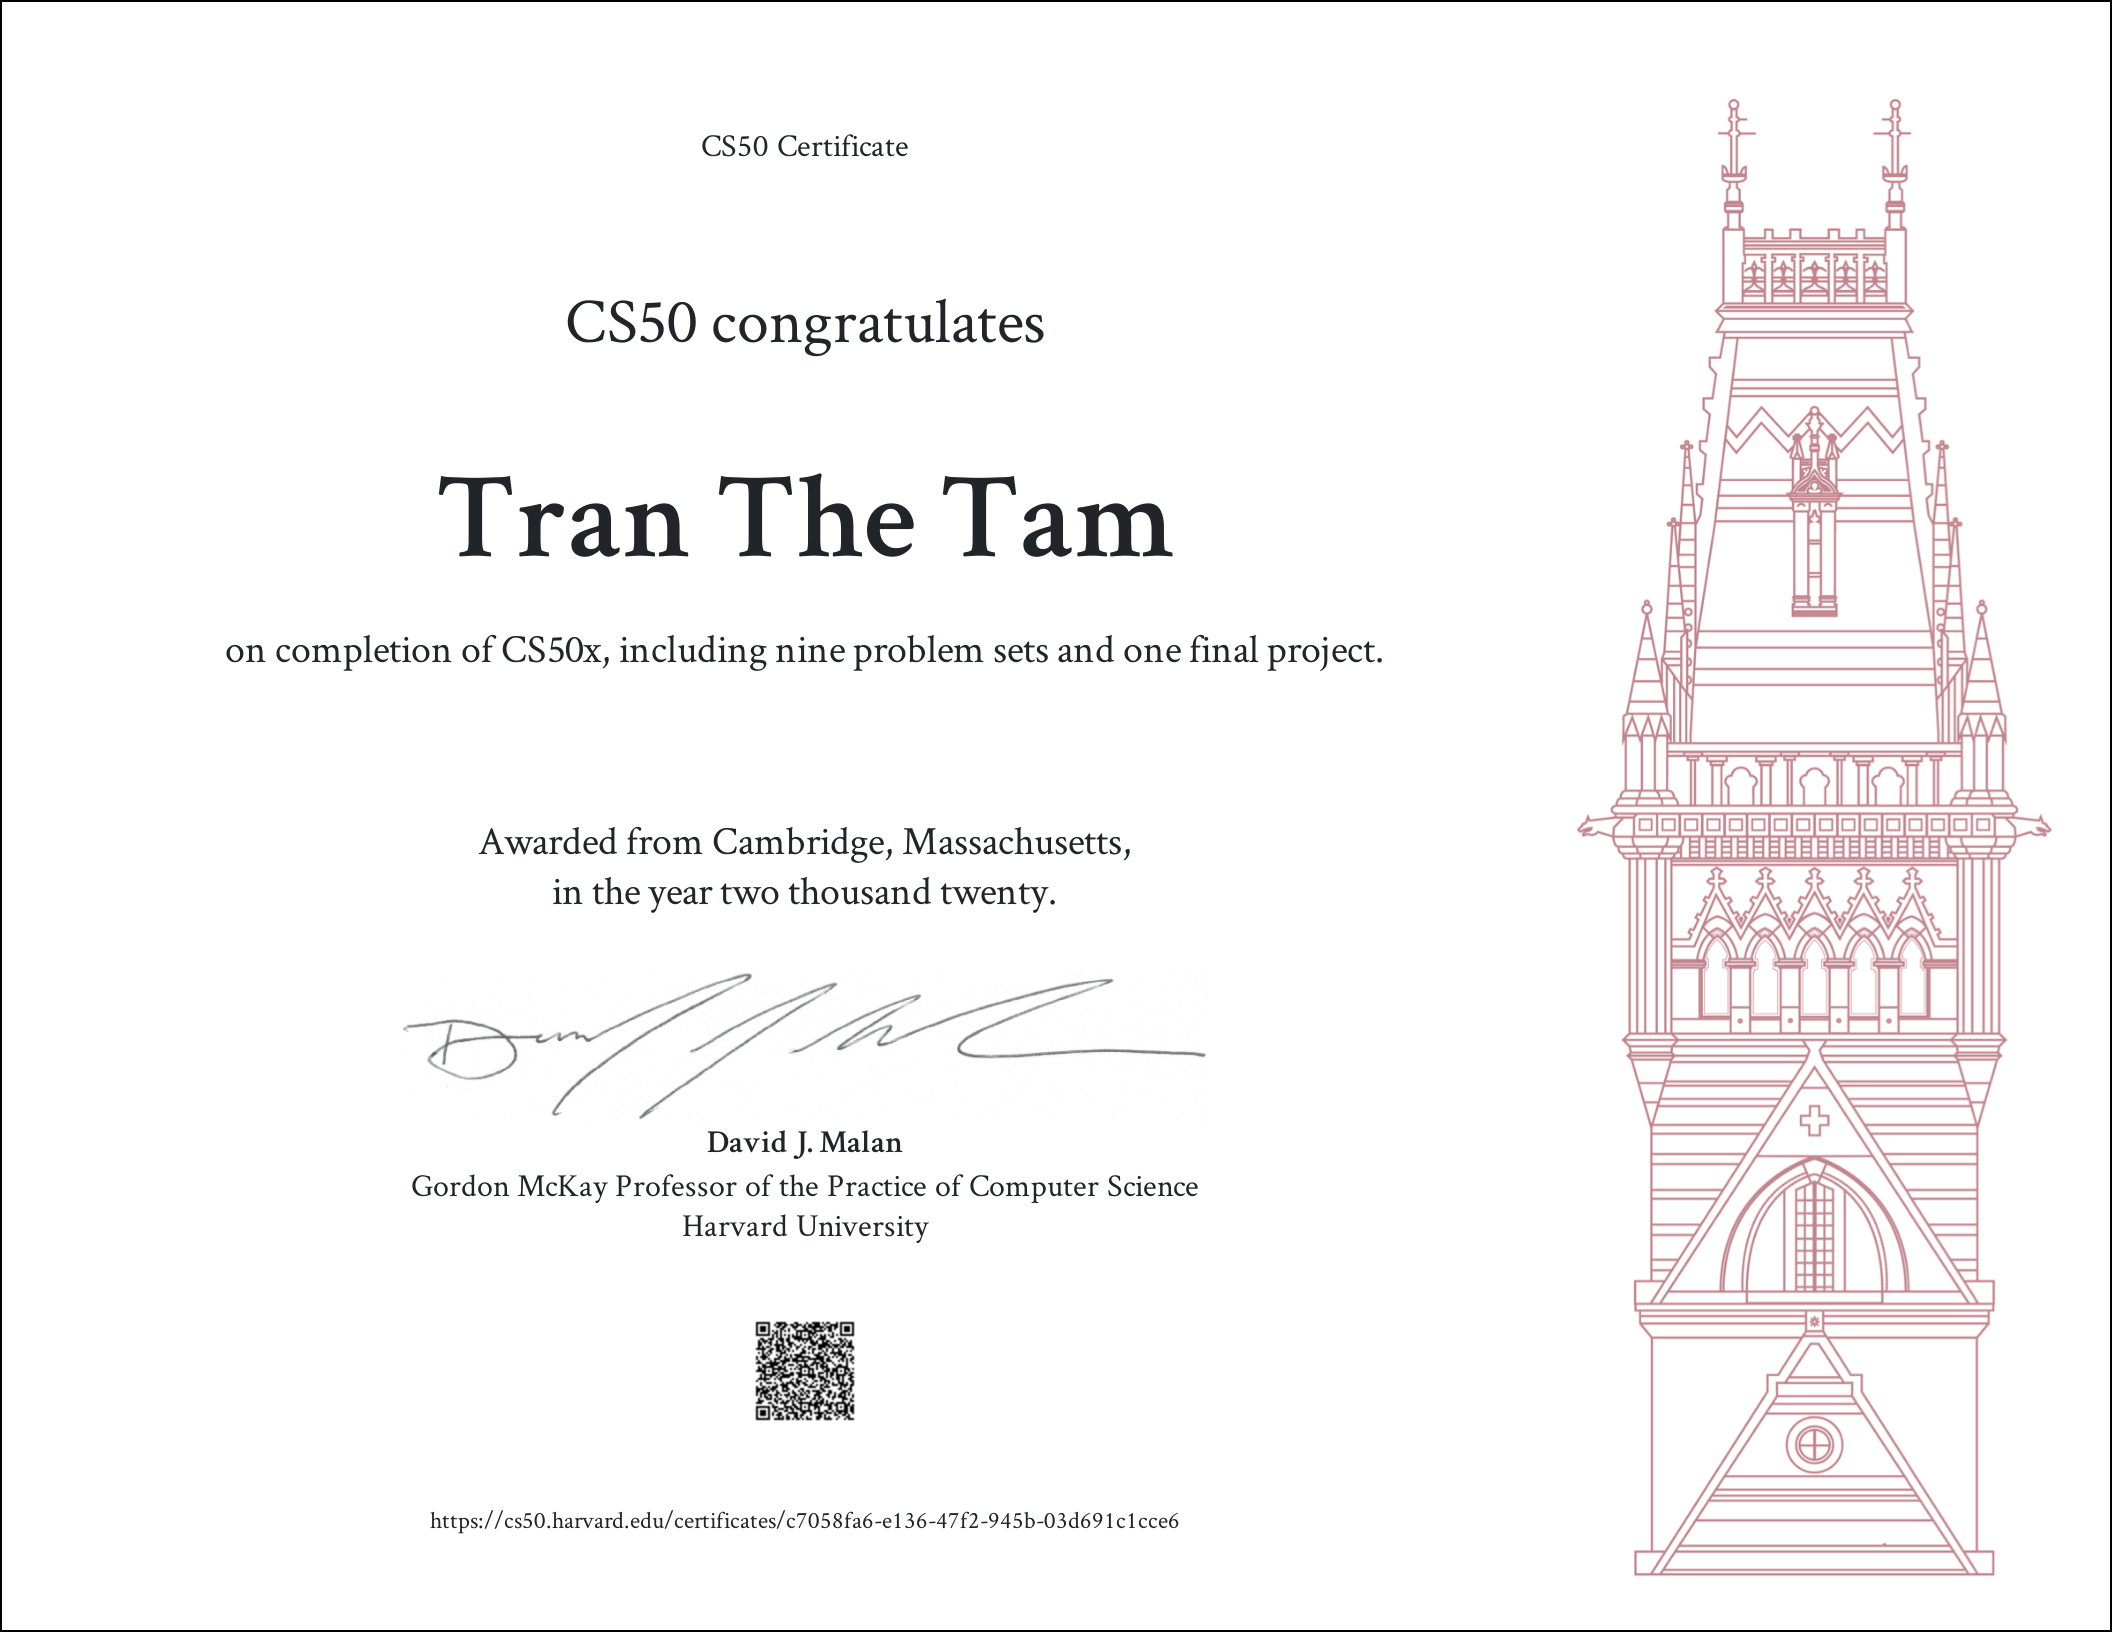 CS50 Certificate
CS50 congratulates
Tran The Tam
on completion of CS50x, including nine problem sets and one final project.
Awarded from Cambridge, Massachusetts,
in the year two thousand twenty.
David J. Malan
Gordon McKay Professor of the Practice of Computer Science
Harvard University
https://cs50.harvard.edu/certificates/c7058fa6-e136-47f2-945b-03d691c1cce6